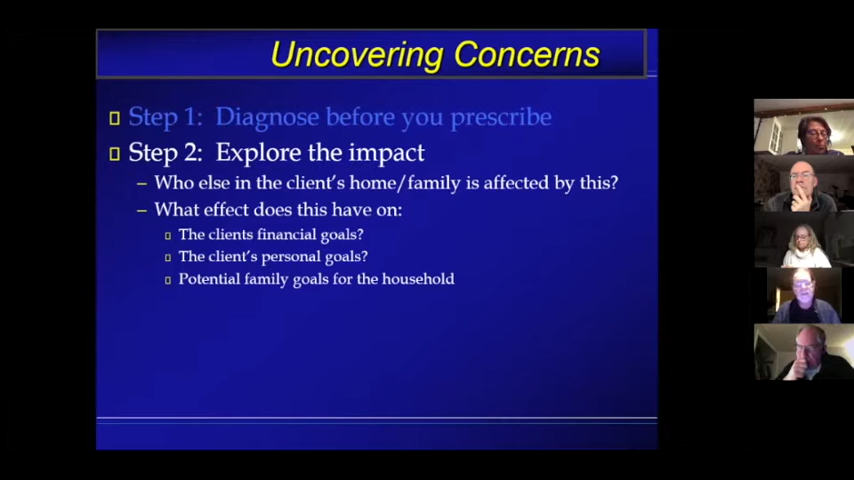 Uncovering Concerns
Step 1: Diagnose before you prescribe
Step 2: Explore the impact
– Who else in the client's home/family is affected by this?
– What effect does this have on:
The clients financial goals?
The client's personal goals?
Potential family goals for the household